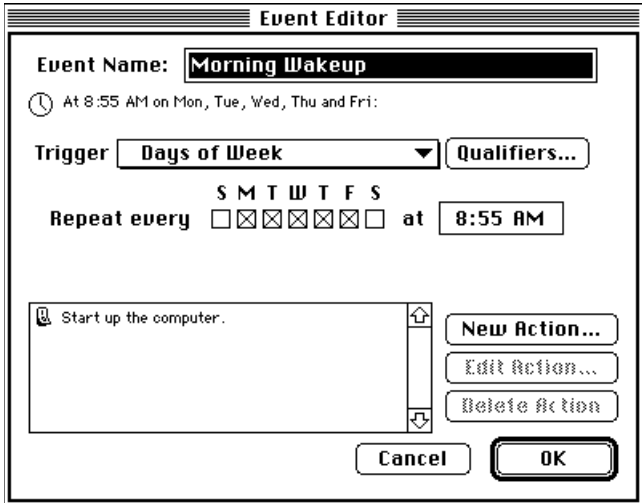 Event Editor
Event Name: Morning Wakeup
At 8:55 AM on Mon, Tue, Wed, Thu and Fri:
Trigger Days of Week Qualifiers...
S M T W T F S
Repeat every at 8:55 AM
Start up the computer.
New Action...
Edit Action...
Delete Action
Cancel OK